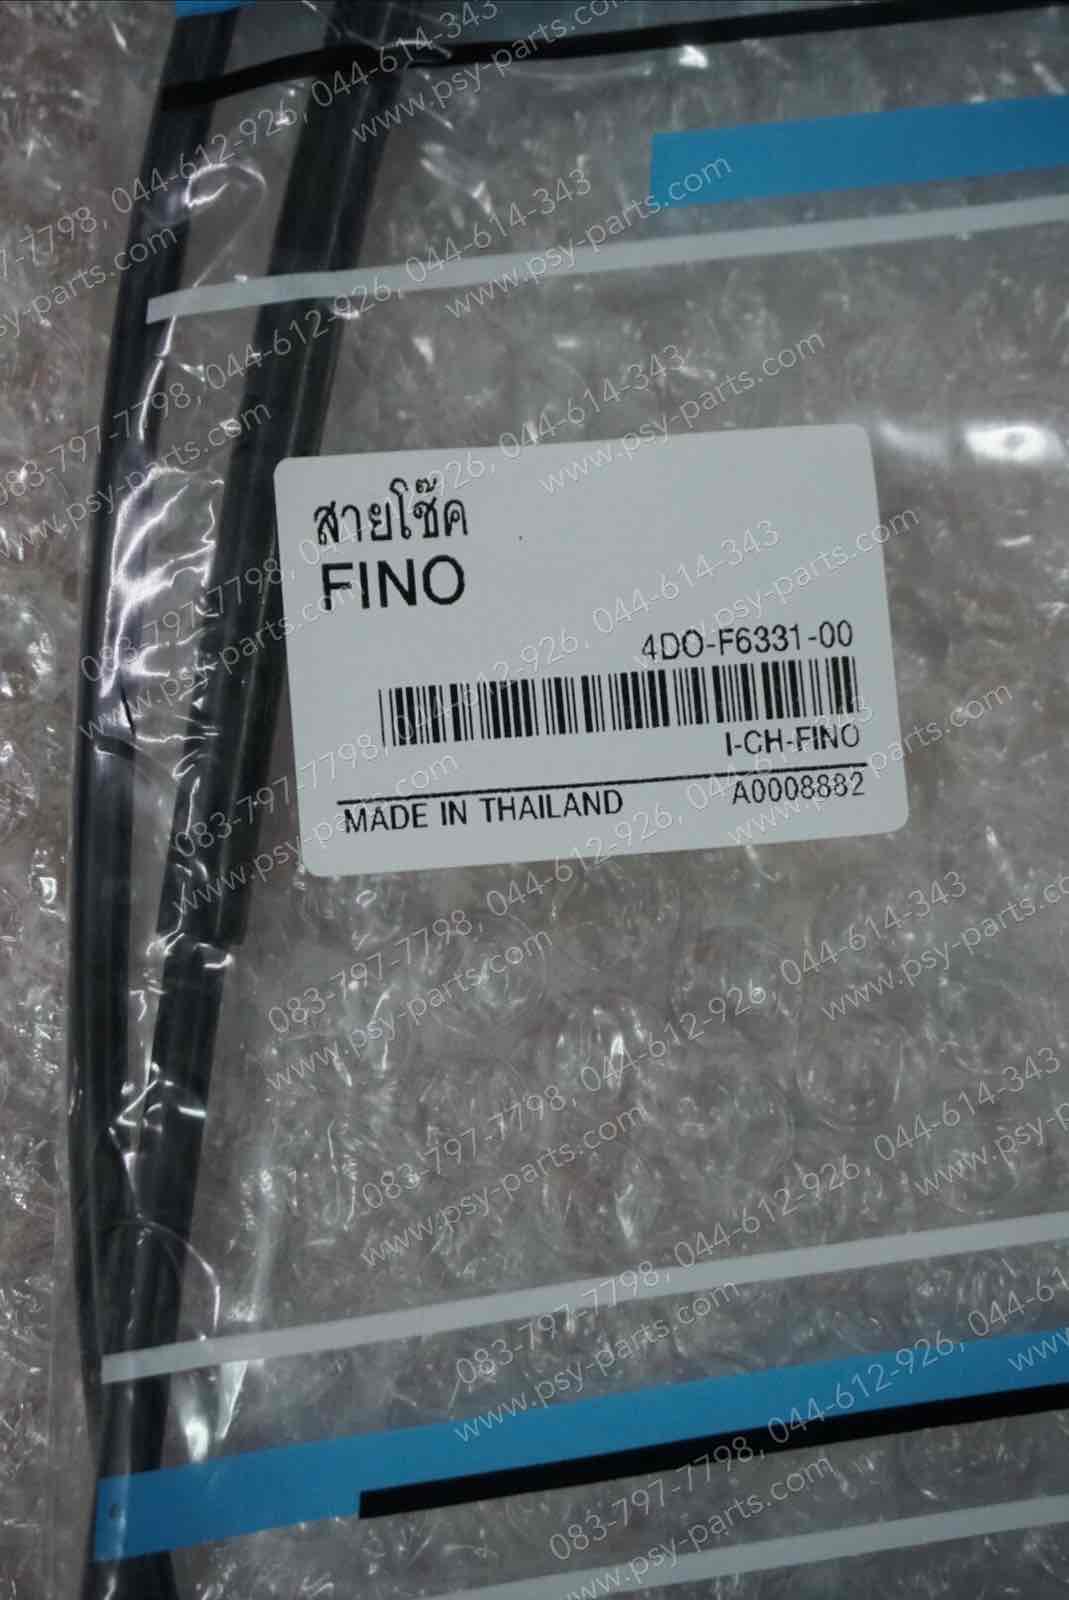 สายโช๊ค
FINO
4DO-F6331-00
I-CH-FINO
MADE IN THAILAND
A0008882
083-797-7798, 044-612-926, 044-614-343
www.psy-parts.com